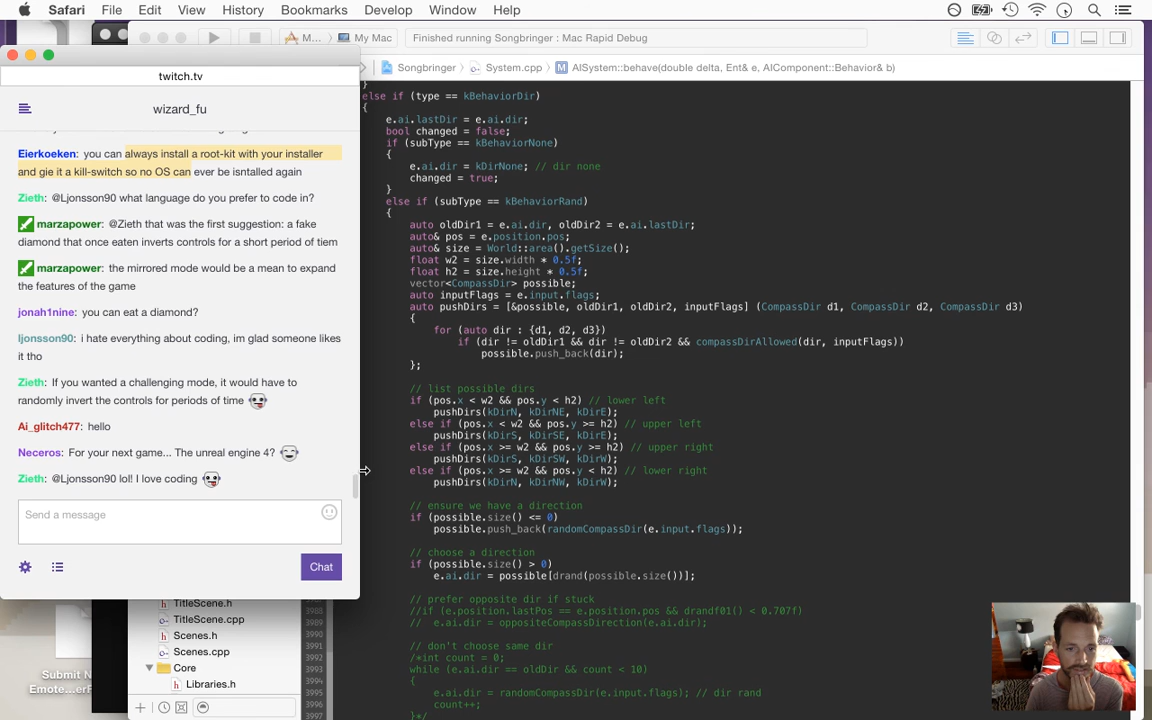 Safari File Edit View History Bookmarks Develop Window Help
M... My Mac Finished running Songbringer : Mac Rapid Debug
twitch.tv
Songbringer System.cpp M AISystem::behave(double delta, Ent& e, AIComponent::Behavior& b)
wizard_fu
Eierkoeken: you can always install a root-kit with your installer
and gie it a kill-switch so no OS can ever be isntalled again
Zieth: @Ljonsson90 what language do you prefer to code in?
marzapower: @Zieth that was the first suggestion: a fake
diamond that once eaten inverts controls for a short period of tiem
marzapower: the mirrored mode would be a mean to expand
the features of the game
jonah1nine: you can eat a diamond?
ljonsson90: i hate everything about coding, im glad someone likes
it tho
Zieth: If you wanted a challenging mode, it would have to
randomly invert the controls for periods of time
Ai_glitch477: hello
Neceros: For your next game... The unreal engine 4?
Zieth: @Ljonsson90 lol! I love coding
Send a message
Chat
}
else if (type == kBehaviorDir)
{
e.ai.lastDir = e.ai.dir;
bool changed = false;
if (subType == kBehaviorNone)
{
e.ai.dir = kDirNone; // dir none
changed = true;
}
else if (subType == kBehaviorRand)
{
auto oldDir1 = e.ai.dir, oldDir2 = e.ai.lastDir;
auto& pos = e.position.pos;
auto& size = World::area().getSize();
float w2 = size.width * 0.5f;
float h2 = size.height * 0.5f;
vector<CompassDir> possible;
auto inputFlags = e.input.flags;
auto pushDirs = [&possible, oldDir1, oldDir2, inputFlags] (CompassDir d1, CompassDir d2, CompassDir d3)
{
for (auto dir : {d1, d2, d3})
if (dir != oldDir1 && dir != oldDir2 && compassDirAllowed(dir, inputFlags))
possible.push_back(dir);
};
// list possible dirs
if (pos.x < w2 && pos.y < h2) // lower left
pushDirs(kDirN, kDirNE, kDirE);
else if (pos.x < w2 && pos.y >= h2) // upper left
pushDirs(kDirS, kDirSE, kDirE);
else if (pos.x >= w2 && pos.y >= h2) // upper right
pushDirs(kDirS, kDirSW, kDirW);
else if (pos.x >= w2 && pos.y < h2) // lower right
pushDirs(kDirN, kDirNW, kDirW);
// ensure we have a direction
if (possible.size() <= 0)
possible.push_back(randomCompassDir(e.input.flags));
// choose a direction
if (possible.size() > 0)
e.ai.dir = possible[drand(possible.size())];
// prefer opposite dir if stuck
//if (e.position.lastPos == e.position.pos && drandf01() < 0.707f)
// e.ai.dir = oppositeCompassDirection(e.ai.dir);
// don't choose same dir
/*int count = 0;
while (e.ai.dir == oldDir && count < 10)
{
e.ai.dir = randomCompassDir(e.input.flags); // dir rand
count++;
}*/
3988
3989
3990
3991
3992
3993
3994
3995
3996
3997
TitleScene.h
TitleScene.cpp
Scenes.h
Scenes.cpp
Core
Libraries.h
Submit N
Emote...erF